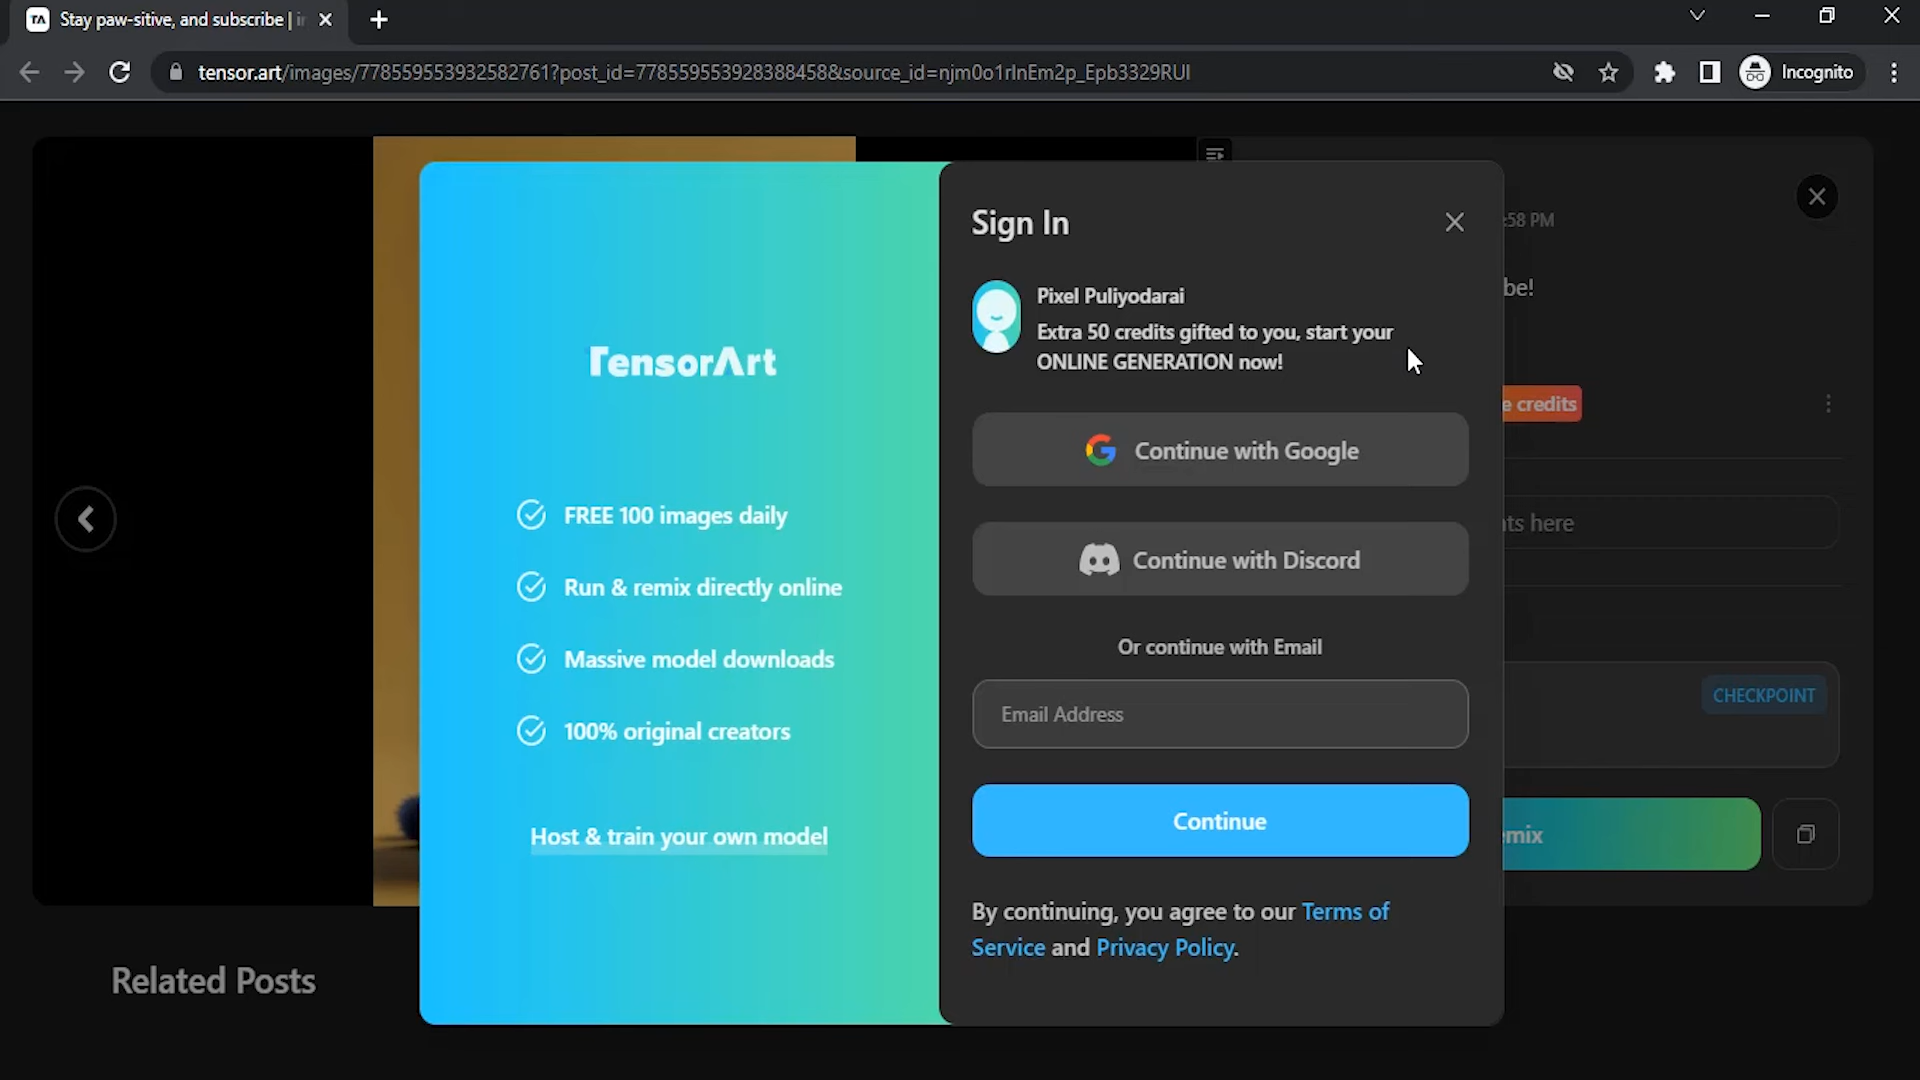 Stay paw-sitive, and subscribe |
tensor.art/images/778559553932582761?post_id=778559553928388458&source_id=njm0o1rlnEm2p_Epb3329RUI
Incognito
:58 PM
be!
e credits
ts here
CHECKPOINT
mix
TensorArt
FREE 100 images daily
Run & remix directly online
Massive model downloads
100% original creators
Host & train your own model
Sign In
Pixel Puliyodarai
Extra 50 credits gifted to you, start your
ONLINE GENERATION now!
Continue with Google
Continue with Discord
Or continue with Email
Email Address
Continue
By continuing, you agree to our Terms of
Service and Privacy Policy.
Related Posts